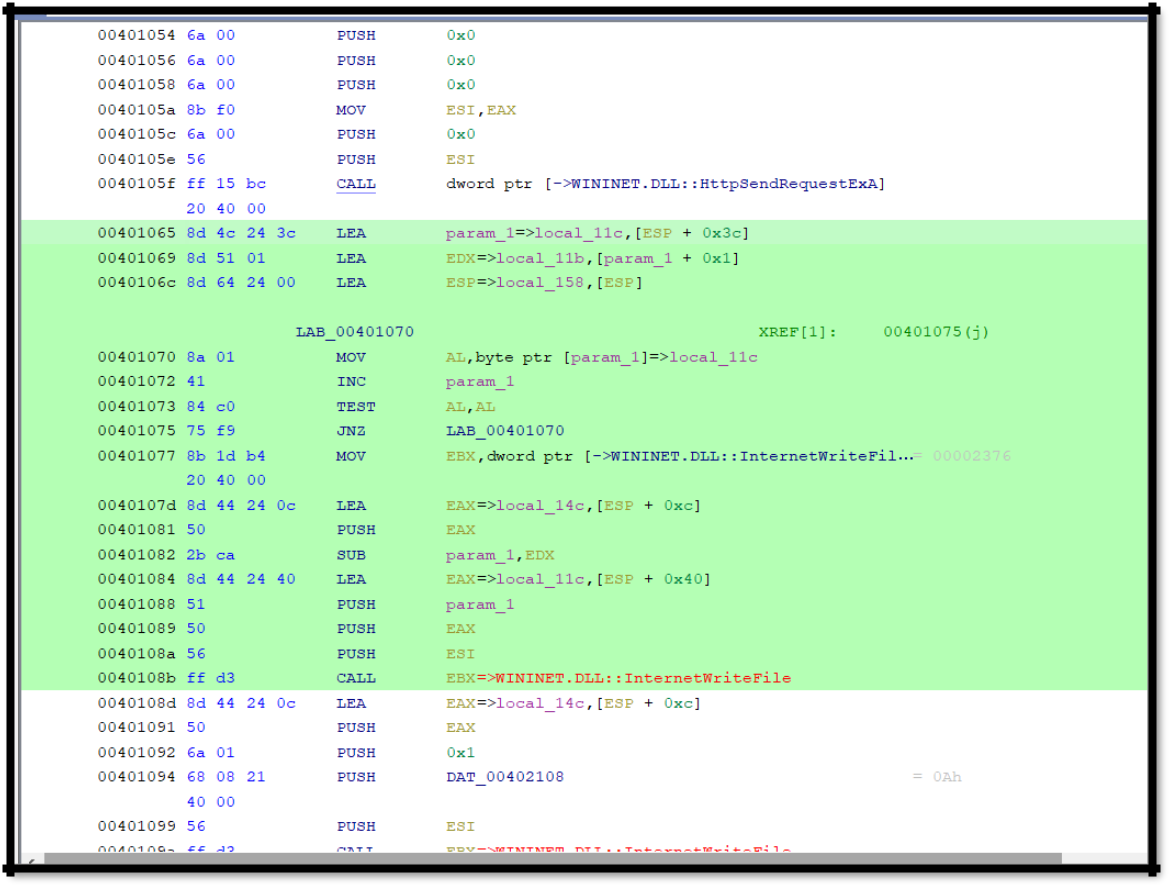 00401054 6a 00 PUSH 0x0
00401056 6a 00 PUSH 0x0
00401058 6a 00 PUSH 0x0
0040105a 8b f0 MOV ESI,EAX
0040105c 6a 00 PUSH 0x0
0040105e 56 PUSH ESI
0040105f ff 15 bc CALL dword ptr [->WININET.DLL::HttpSendRequestExA]
20 40 00
00401065 8d 4c 24 3c LEA param_1=>local_11c,[ESP + 0x3c]
00401069 8d 51 01 LEA EDX=>local_11b,[param_1 + 0x1]
0040106c 8d 64 24 00 LEA ESP=>local_158,[ESP]
LAB_00401070 XREF[1]: 00401075(j)
00401070 8a 01 MOV AL,byte ptr [param_1]=>local_11c
00401072 41 INC param_1
00401073 84 c0 TEST AL,AL
00401075 75 f9 JNZ LAB_00401070
00401077 8b 1d b4 MOV EBX,dword ptr [->WININET.DLL::InternetWriteFil...= 00002376
20 40 00
0040107d 8d 44 24 0c LEA EAX=>local_14c,[ESP + 0xc]
00401081 50 PUSH EAX
00401082 2b ca SUB param_1,EDX
00401084 8d 44 24 40 LEA EAX=>local_11c,[ESP + 0x40]
00401088 51 PUSH param_1
00401089 50 PUSH EAX
0040108a 56 PUSH ESI
0040108b ff d3 CALL EBX=>WININET.DLL::InternetWriteFile
0040108d 8d 44 24 0c LEA EAX=>local_14c,[ESP + 0xc]
00401091 50 PUSH EAX
00401092 6a 01 PUSH 0x1
00401094 68 08 21 PUSH DAT_00402108 = 0Ah
40 00
00401099 56 PUSH ESI
0040109a ff d3 CALL EBX=>WININET.DLL::InternetWriteFile